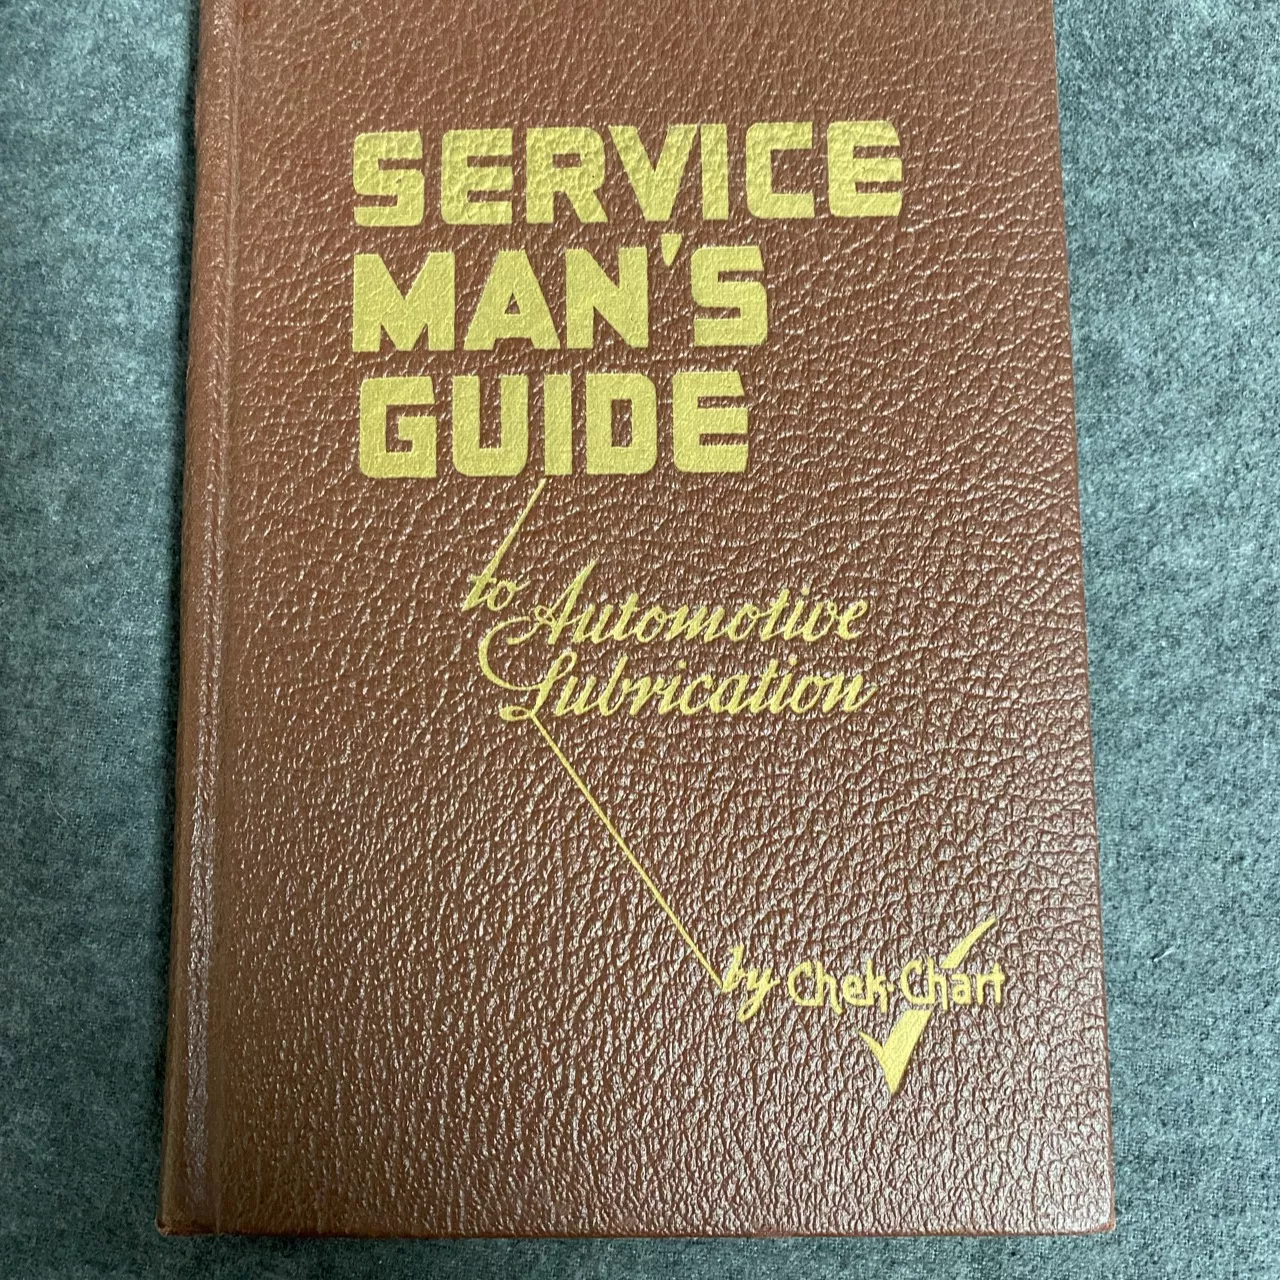 SERVICE
MAN'S
GUIDE
to Automotive
Lubrication
by Chek-Chart